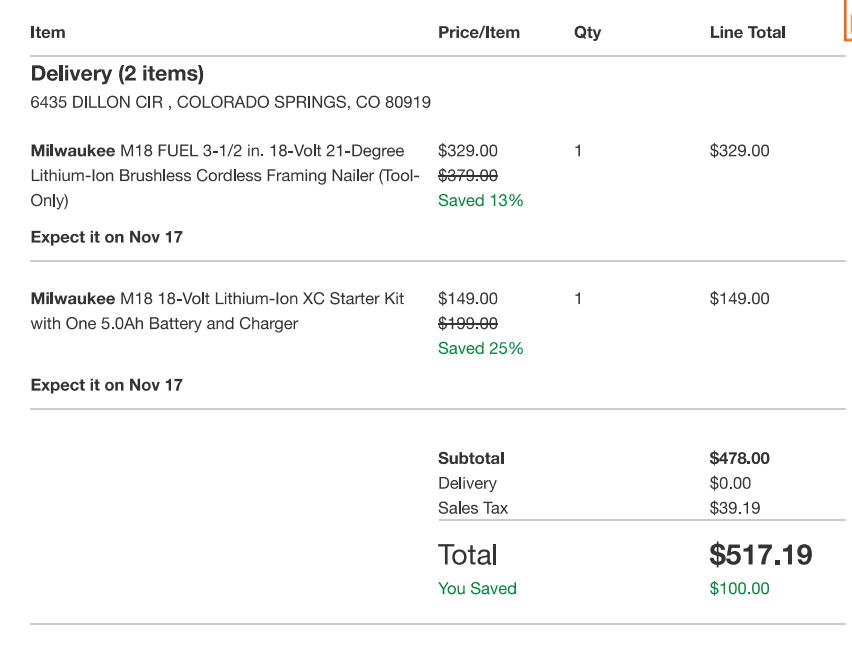 Item Price/Item Qty Line Total
Delivery (2 items)
6435 DILLON CIR , COLORADO SPRINGS, CO 80919
Milwaukee M18 FUEL 3-1/2 in. 18-Volt 21-Degree $329.00 1 $329.00
Lithium-Ion Brushless Cordless Framing Nailer (Tool- $379.00
Only) Saved 13%
Expect it on Nov 17
Milwaukee M18 18-Volt Lithium-Ion XC Starter Kit $149.00 1 $149.00
with One 5.0Ah Battery and Charger $199.00
Saved 25%
Expect it on Nov 17
Subtotal $478.00
Delivery $0.00
Sales Tax $39.19
Total $517.19
You Saved $100.00